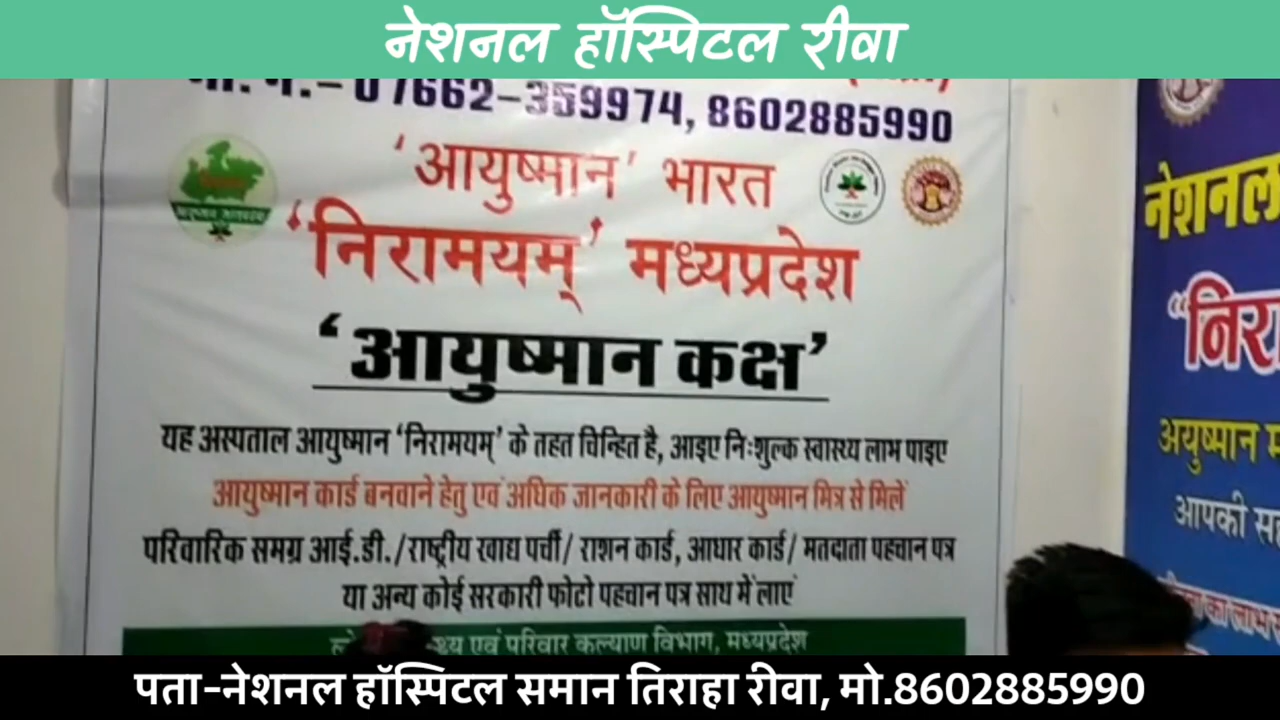 नेशनल हॉस्पिटल रीवा
07662-359974, 8602885990
'आयुष्मान' भारत
'निरामयम्' मध्यप्रदेश
'आयुष्मान कक्ष'
यह अस्पताल आयुष्मान 'निरामयम्' के तहत चिन्हित है, आइए निःशुल्क स्वास्थ्य लाभ पाइए
आयुष्मान कार्ड बनवाने हेतु एवं अधिक जानकारी के लिए आयुष्मान मित्र से मिलें
परिवारिक समग्र आई.डी./राष्ट्रीय खाद्य पर्ची/ राशन कार्ड, आधार कार्ड/ मतदाता पहचान पत्र
या अन्य कोई सरकारी फोटो पहचान पत्र साथ में लाएं
एवं परिवार कल्याण विभाग, मध्यप्रदेश
नेशनल
अयुष्मान
आपकी
का लाभ
पता-नेशनल हॉस्पिटल समान तिराहा रीवा, मो.8602885990